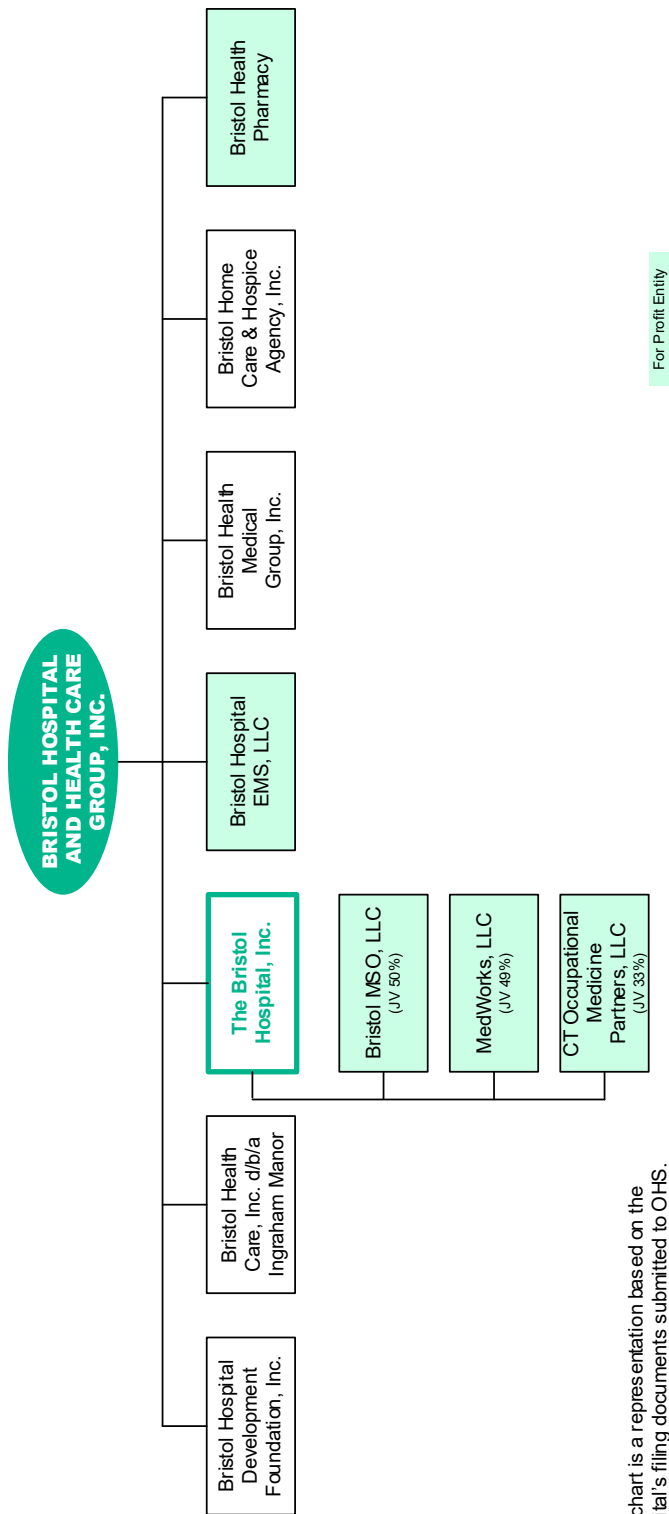 BRISTOL HOSPITAL
AND HEALTH CARE
GROUP, INC.
Bristol Hospital
Development
Foundation, Inc.
Bristol Health
Care, Inc. d/b/a
Ingraham Manor
The Bristol
Hospital, Inc.
Bristol Hospital
EMS, LLC
Bristol Health
Medical
Group, Inc.
Bristol Home
Care & Hospice
Agency, Inc.
Bristol Health
Pharmacy
Bristol MSO, LLC
(JV 50%)
MedWorks, LLC
(JV 49%)
CT Occupational
Medicine
Partners, LLC
(JV 33%)
chart is a representation based on the
tal's filing documents submitted to OHS.
For Profit Entity